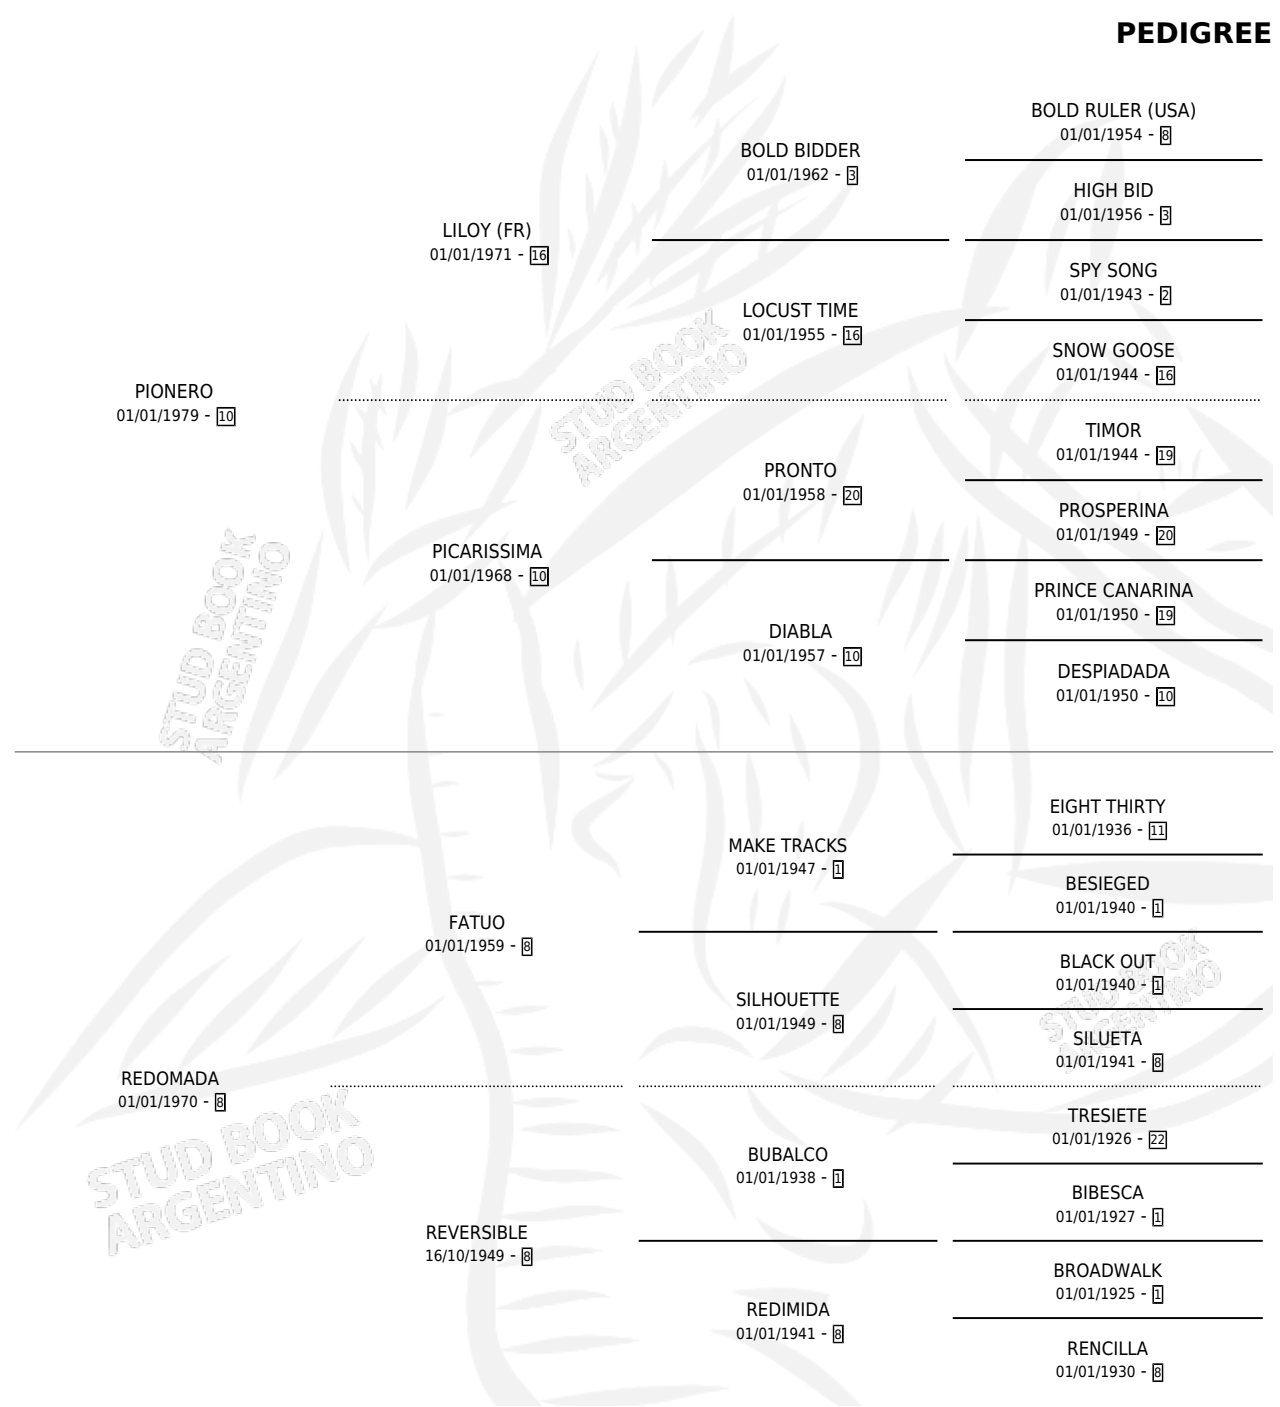 PEDIGREE
BOLD RULER (USA)
01/01/1954 - 8
BOLD BIDDER
01/01/1962 - 3
HIGH BID
01/01/1956 - 3
LILOY (FR)
01/01/1971 - 16
SPY SONG
01/01/1943 - 2
LOCUST TIME
01/01/1955 - 16
SNOW GOOSE
01/01/1944 - 16
PIONERO
01/01/1979 - 10
TIMOR
01/01/1944 - 19
PRONTO
01/01/1958 - 20
PROSPERINA
01/01/1949 - 20
PICARISSIMA
01/01/1968 - 10
PRINCE CANARINA
01/01/1950 - 19
DIABLA
01/01/1957 - 10
DESPIADADA
01/01/1950 - 10
EIGHT THIRTY
01/01/1936 - 11
MAKE TRACKS
01/01/1947 - 1
BESIEGED
01/01/1940 - 1
FATUO
01/01/1959 - 8
BLACK OUT
01/01/1940 - 1
SILHOUETTE
01/01/1949 - 8
SILUETA
01/01/1941 - 8
REDOMADA
01/01/1970 - 8
TRESIETE
01/01/1926 - 22
BUBALCO
01/01/1938 - 1
BIBESCA
01/01/1927 - 1
REVERSIBLE
16/10/1949 - 8
BROADWALK
01/01/1925 - 1
REDIMIDA
01/01/1941 - 8
RENCILLA
01/01/1930 - 8
STUD BOOK
ARGENTINO
STUD BOOK
ARGENTINO
STUD BOOK
ARGENTINO
STUD BOOK
ARGENTINO